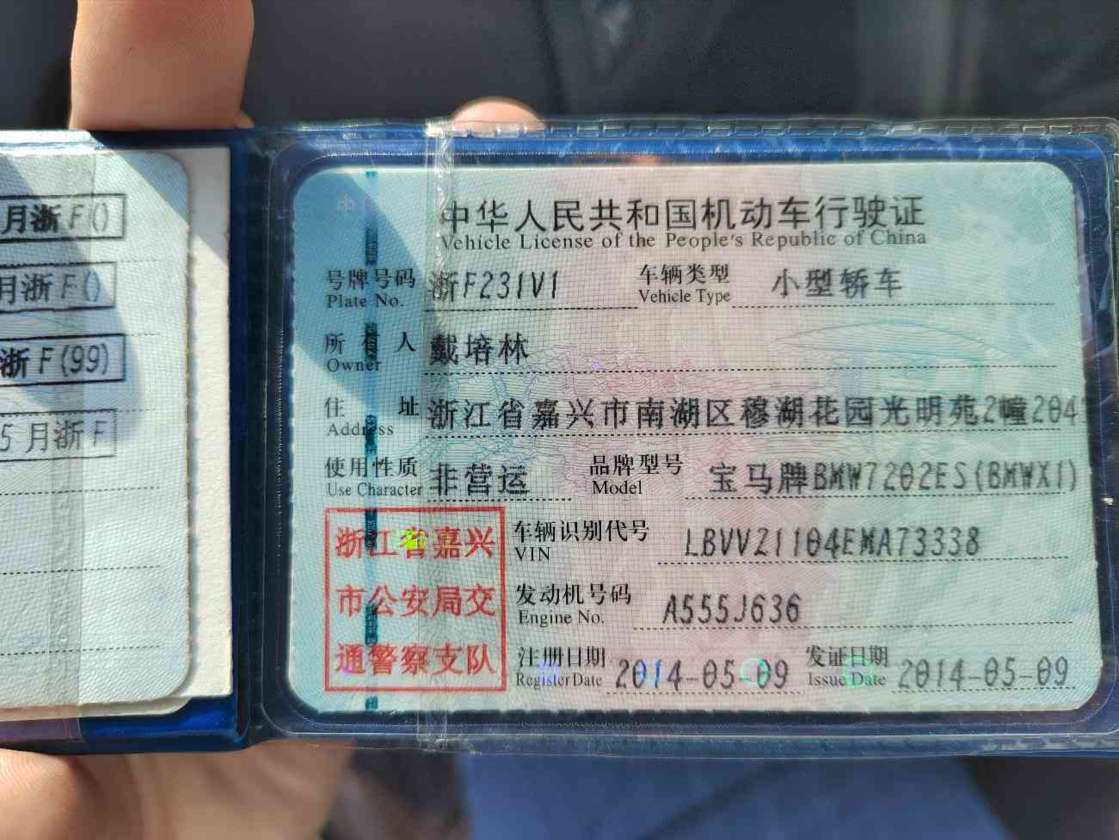 月浙F()
月浙F()
浙F(99)
5月浙F
中华人民共和国机动车行驶证
Vehicle License of the People's Republic of China
号牌号码 浙F231V1 车辆类型 小型轿车
Plate No. Vehicle Type
所有人 戴培林
Owner
住址 浙江省嘉兴市南湖区穆湖花园光明苑2幢204
Address
使用性质 非营运 品牌型号 宝马牌BMW7202ES(BMWX1)
Use Character Model
浙江省嘉兴 车辆识别代号 LBVVZ1104EMA73338
VIN
市公安局交 发动机号码 A555J636
Engine No.
通警察支队 注册日期 2014-05-09 发证日期 2014-05-09
Register Date Issue Date